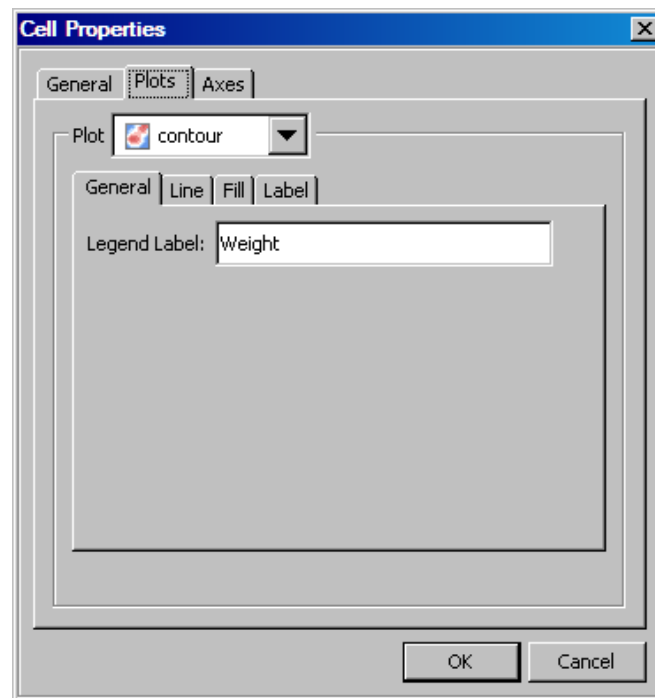 Cell Properties
General Plots Axes
Plot contour
General Line Fill Label
Legend Label: Weight
OK Cancel